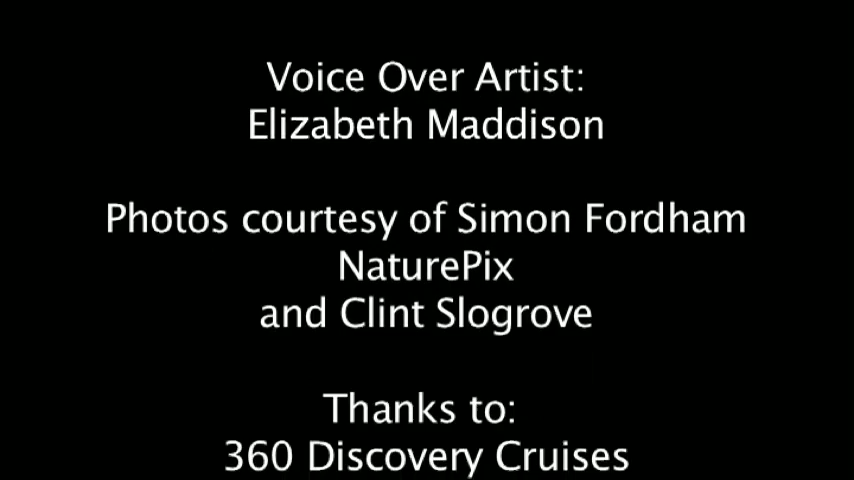 Voice Over Artist:
Elizabeth Maddison
Photos courtesy of Simon Fordham
NaturePix
and Clint Slogrove
Thanks to:
360 Discovery Cruises